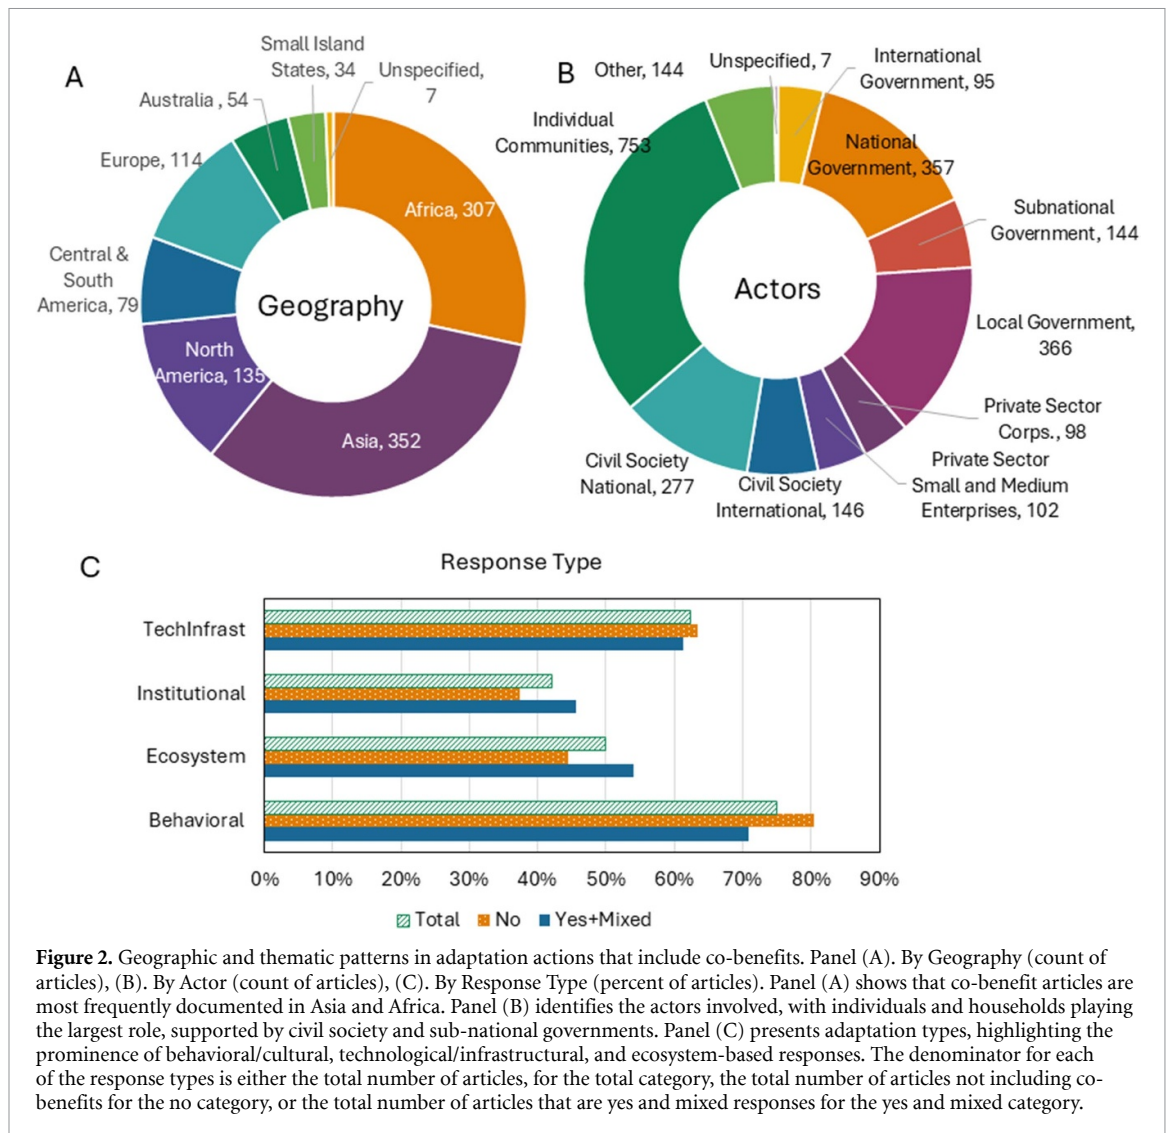 A
Small Island
States, 34
Unspecified,
7
Australia , 54
Europe, 114
Africa, 307
Central &
South
America, 79
Geography
North
America, 135
Asia, 352
B
Other, 144
Unspecified, 7
International
Government, 95
Individual
Communities, 753
National
Government, 357
Subnational
Government, 144
Actors
Local Government,
366
Private Sector
Corps., 98
Private Sector
Small and Medium
Enterprises, 102
Civil Society
National, 277
Civil Society
International, 146
C
Response Type
TechInfrast
Institutional
Ecosystem
Behavioral
0% 10% 20% 30% 40% 50% 60% 70% 80% 90%
Total No Yes+Mixed
Figure 2. Geographic and thematic patterns in adaptation actions that include co-benefits. Panel (A). By Geography (count of
articles), (B). By Actor (count of articles), (C). By Response Type (percent of articles). Panel (A) shows that co-benefit articles are
most frequently documented in Asia and Africa. Panel (B) identifies the actors involved, with individuals and households playing
the largest role, supported by civil society and sub-national governments. Panel (C) presents adaptation types, highlighting the
prominence of behavioral/cultural, technological/infrastructural, and ecosystem-based responses. The denominator for each
of the response types is either the total number of articles, for the total category, the total number of articles not including co-
benefits for the no category, or the total number of articles that are yes and mixed responses for the yes and mixed category.